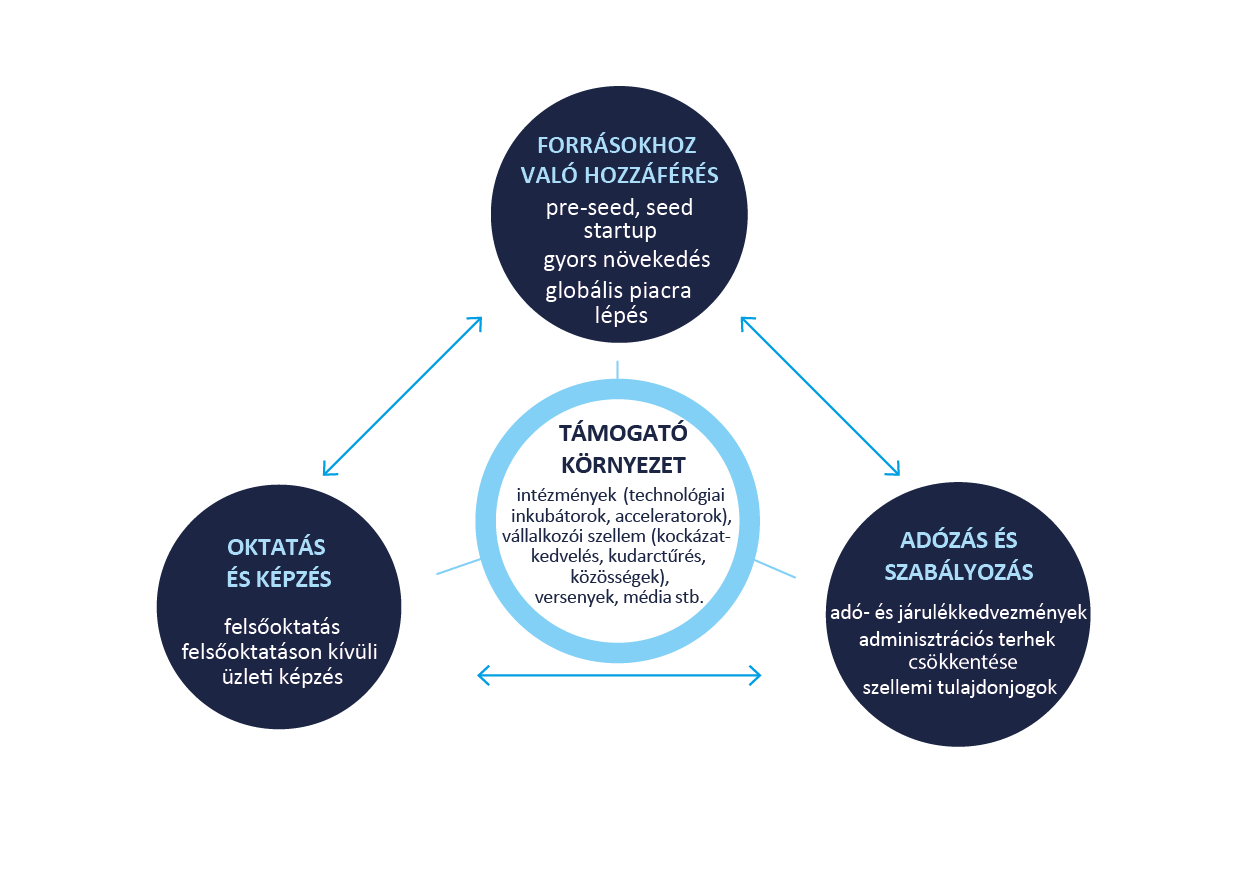 FORRÁSOKHOZ
VALÓ HOZZÁFÉRÉS
pre-seed, seed
startup
gyors növekedés
globális piacra
lépés
TÁMOGATÓ
KÖRNYEZET
intézmények (technológiai
inkubátorok, acceleratorok),
vállalkozói szellem (kockázat-
kedvelés, kudarctűrés,
közösségek),
versenyek, média stb.
OKTATÁS
ÉS KÉPZÉS
felsőoktatás
felsőoktatáson kívüli
üzleti képzés
ADÓZÁS ÉS
SZABÁLYOZÁS
adó- és járulékkedvezmények
adminisztrációs terhek
csökkentése
szellemi tulajdonjogok